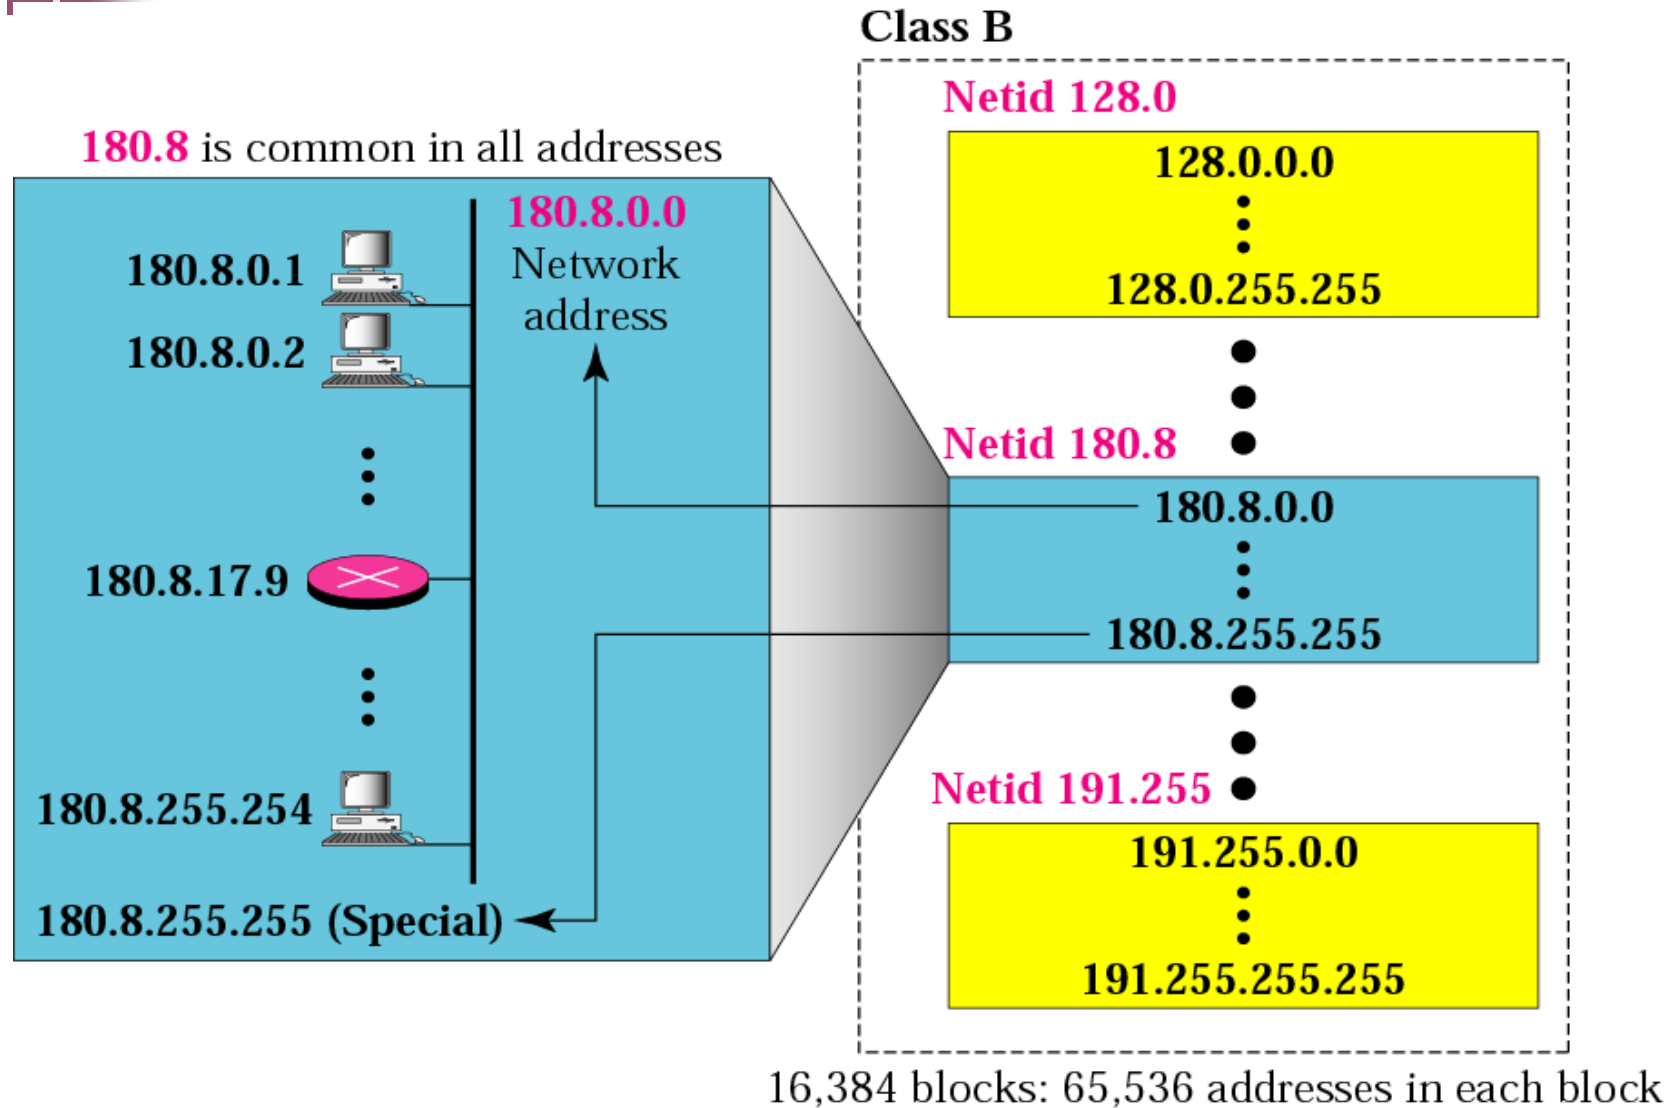 Class B
Netid 128.0
128.0.0.0
128.0.255.255
Netid 180.8
180.8.0.0
180.8.255.255
Netid 191.255
191.255.0.0
191.255.255.255
16,384 blocks: 65,536 addresses in each block
180.8 is common in all addresses
180.8.0.0
Network
address
180.8.0.1
180.8.0.2
180.8.17.9
180.8.255.254
180.8.255.255 (Special)